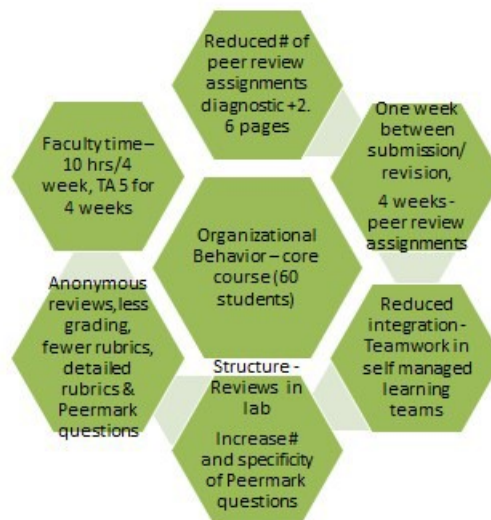 Reduced # of
peer review
assignments
diagnostic +2.
6 pages
One week
between
submission/
revision,
4 weeks-
peer review
assignments
Reduced
integration -
Teamwork in
self managed
learning
teams
Structure -
Reviews in
lab
Increase #
and specificity
of Peermark
questions
Anonymous
reviews,less
grading,
fewer rubrics,
detailed
rubrics &
Peermark
questions
Faculty time –
10 hrs/4
week, TA 5 for
4 weeks
Organizational
Behavior – core
course (60
students)